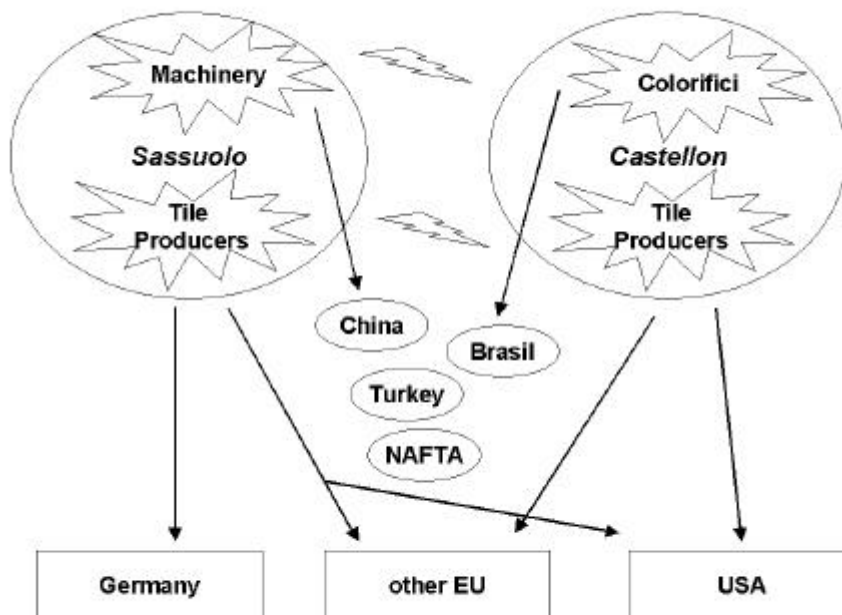 Machinery
Sassuolo
Tile
Producers
Colorifici
Castellon
Tile
Producers
China
Brasil
Turkey
NAFTA
Germany
other EU
USA